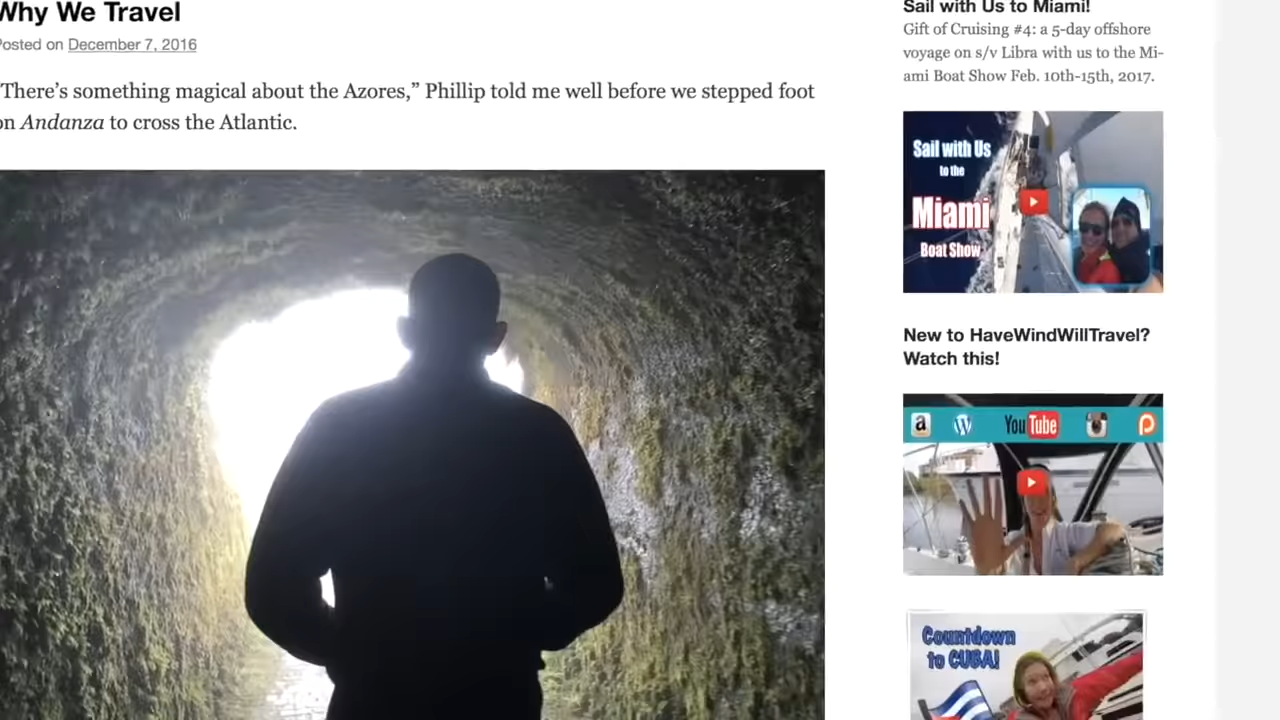 Why We Travel
Posted on December 7, 2016
There's something magical about the Azores,” Phillip told me well before we stepped foot
on Andanza to cross the Atlantic.
Sail with Us to Miami!
Gift of Cruising #4: a 5-day offshore
voyage on s/v Libra with us to the Mi-
ami Boat Show Feb. 10th-15th, 2017.
Sail with Us
to the
Miami
Boat Show
New to HaveWindWillTravel?
Watch this!
a
YouTube
Countdown
to CUBA!